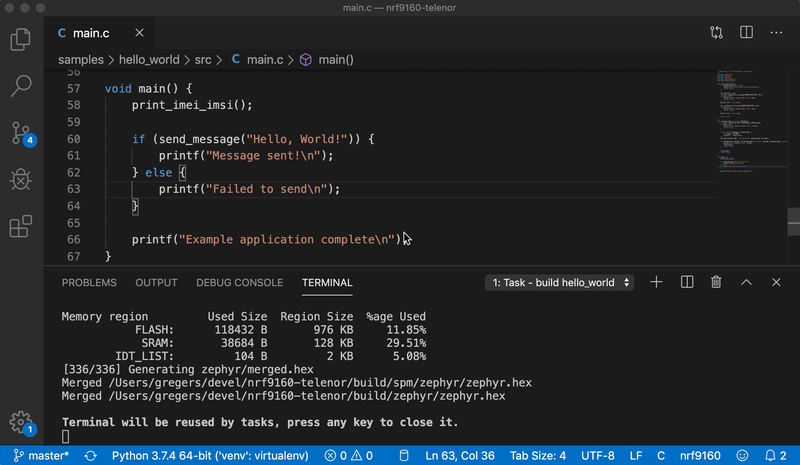 main.c — nrf9160-telenor
C main.c
samples › hello_world › src › C main.c › main()
56
57 void main() {
58 print_imei_imsi();
59
60 if (send_message("Hello, World!")) {
61 printf("Message sent!\n");
62 } else {
63 printf("Failed to send\n");
64 }
65
66 printf("Example application complete\n")
67 }
4
PROBLEMS OUTPUT DEBUG CONSOLE TERMINAL 1: Task - build hello_world
Memory region Used Size Region Size %age Used
FLASH: 118432 B 976 KB 11.85%
SRAM: 38684 B 128 KB 29.51%
IDT_LIST: 104 B 2 KB 5.08%
[336/336] Generating zephyr/merged.hex
Merged /Users/gregers/devel/nrf9160-telenor/build/spm/zephyr/zephyr.hex
Merged /Users/gregers/devel/nrf9160-telenor/build/zephyr/zephyr.hex
Terminal will be reused by tasks, press any key to close it.
1
master* Python 3.7.4 64-bit ('venv': virtualenv) 0 0 Ln 63, Col 36 Tab Size: 4 UTF-8 LF C nrf9160 2